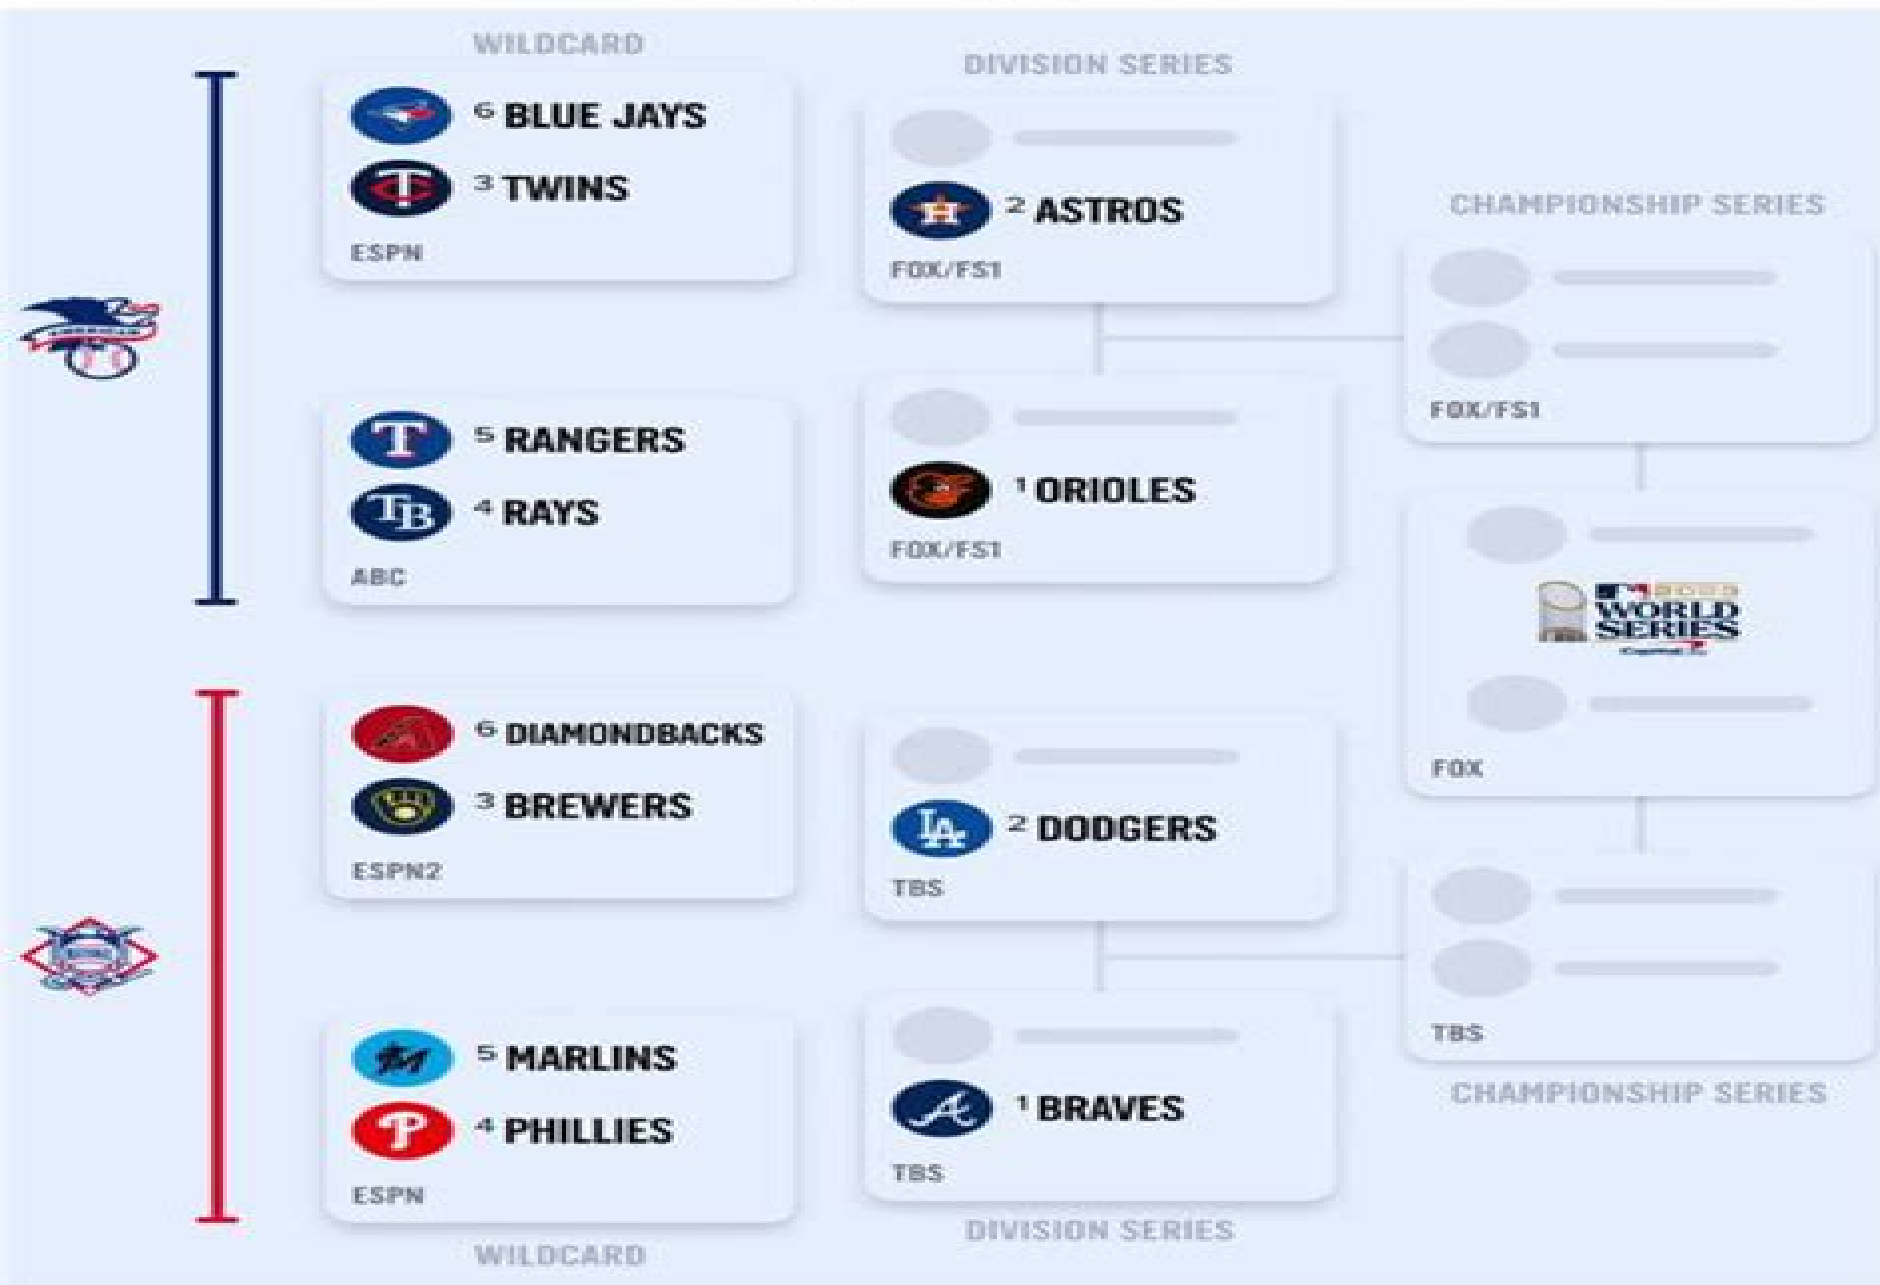 WILDCARD
DIVISION SERIES
6 BLUE JAYS
3 TWINS
ESPN
2 ASTROS
FOX/FS1
CHAMPIONSHIP SERIES
FOX/FS1
5 RANGERS
4 RAYS
ABC
1 ORIOLES
FOX/FS1
WORLD
SERIES
FOX
6 DIAMONDBACKS
3 BREWERS
ESPN2
2 DODGERS
TBS
TBS
CHAMPIONSHIP SERIES
5 MARLINS
4 PHILLIES
ESPN
1 BRAVES
TBS
DIVISION SERIES
WILDCARD